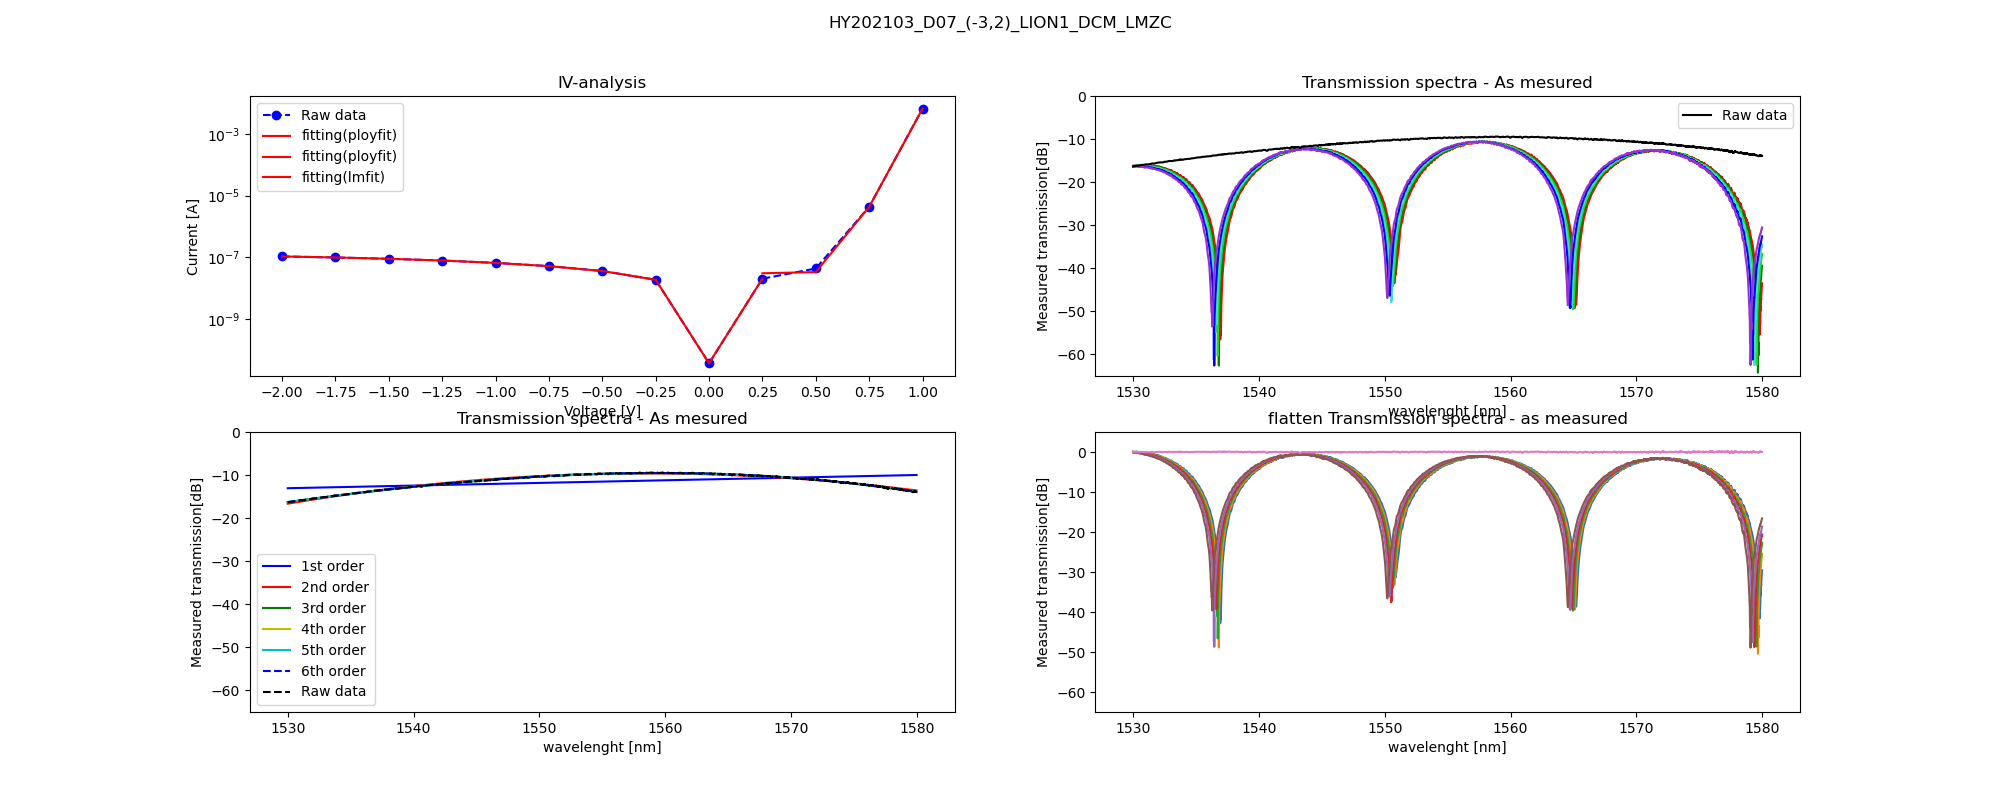 HY202103_D07_(-3,2)_LION1_DCM_LMZC
IV-analysis
Raw data
fitting(ployfit)
fitting(ployfit)
fitting(lmfit)
Current [A]
10⁻³
10⁻⁵
10⁻⁷
10⁻⁹
−2.00 −1.75 −1.50 −1.25 −1.00 −0.75 −0.50 −0.25 0.00 0.25 0.50 0.75 1.00
Voltage [V]
Transmission spectra - As mesured
Raw data
Measured transmission[dB]
0
−10
−20
−30
−40
−50
−60
1530 1540 1550 1560 1570 1580
wavelenght [nm]
Transmission spectra - As mesured
1st order
2nd order
3rd order
4th order
5th order
6th order
Raw data
Measured transmission[dB]
0
−10
−20
−30
−40
−50
−60
1530 1540 1550 1560 1570 1580
wavelenght [nm]
flatten Transmission spectra - as measured
Measured transmission[dB]
0
−10
−20
−30
−40
−50
−60
1530 1540 1550 1560 1570 1580
wavelenght [nm]